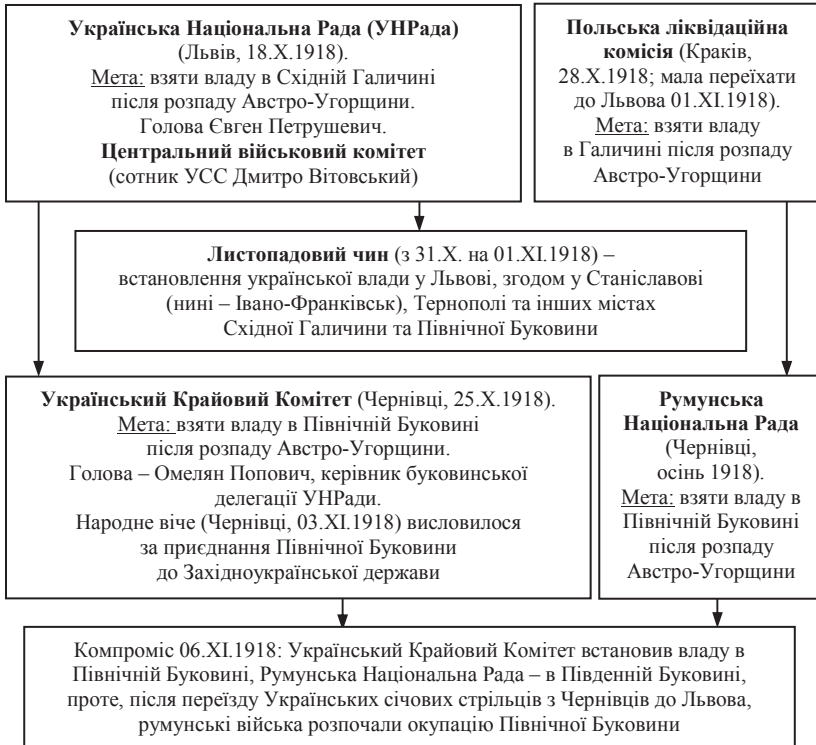 Українська Національна Рада (УНРада)
(Львів, 18.X.1918).
Мета: взяти владу в Східній Галичині
після розпаду Австро-Угорщини.
Голова Євген Петрушевич.
Центральний військовий комітет
(сотник УСС Дмитро Вітовський)
Польська ліквідаційна
комісія (Краків,
28.X.1918; мала переїхати
до Львова 01.XI.1918).
Мета: взяти владу
в Галичині після розпаду
Австро-Угорщини
Листопадовий чин (з 31.X. на 01.XI.1918) –
встановлення української влади у Львові, згодом у Станіславові
(нині – Івано-Франківськ), Тернополі та інших містах
Східної Галичини та Північної Буковини
Український Крайовий Комітет (Чернівці, 25.X.1918).
Мета: взяти владу в Північній Буковині
після розпаду Австро-Угорщини.
Голова – Омелян Попович, керівник буковинської
делегації УНРади.
Народне віче (Чернівці, 03.XI.1918) висловилося
за приєднання Північної Буковини
до Західноукраїнської держави
Румунська
Національна Рада
(Чернівці,
осінь 1918).
Мета: взяти владу в
Північній Буковині
після розпаду
Австро-Угорщини
Компроміс 06.XI.1918: Український Крайовий Комітет встановив владу в
Північній Буковині, Румунська Національна Рада – в Південній Буковині,
проте, після переїзду Українських січових стрільців з Чернівців до Львова,
румунські війська розпочали окупацію Північної Буковини